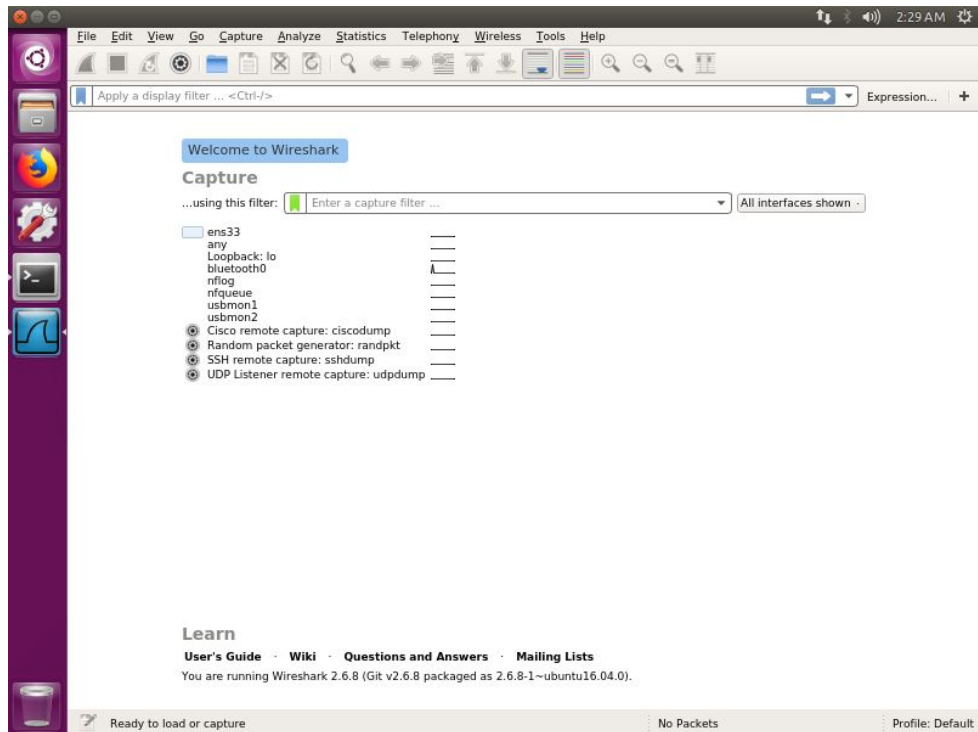 2:29 AM
File Edit View Go Capture Analyze Statistics Telephony Wireless Tools Help
Apply a display filter ... <Ctrl-/> Expression... +
Welcome to Wireshark
Capture
...using this filter: Enter a capture filter ... All interfaces shown
ens33
any
Loopback: lo
bluetooth0
nflog
nfqueue
usbmon1
usbmon2
Cisco remote capture: ciscodump
Random packet generator: randpkt
SSH remote capture: sshdump
UDP Listener remote capture: udpdump
Learn
User's Guide · Wiki · Questions and Answers · Mailing Lists
You are running Wireshark 2.6.8 (Git v2.6.8 packaged as 2.6.8-1~ubuntu16.04.0).
Ready to load or capture No Packets Profile: Default